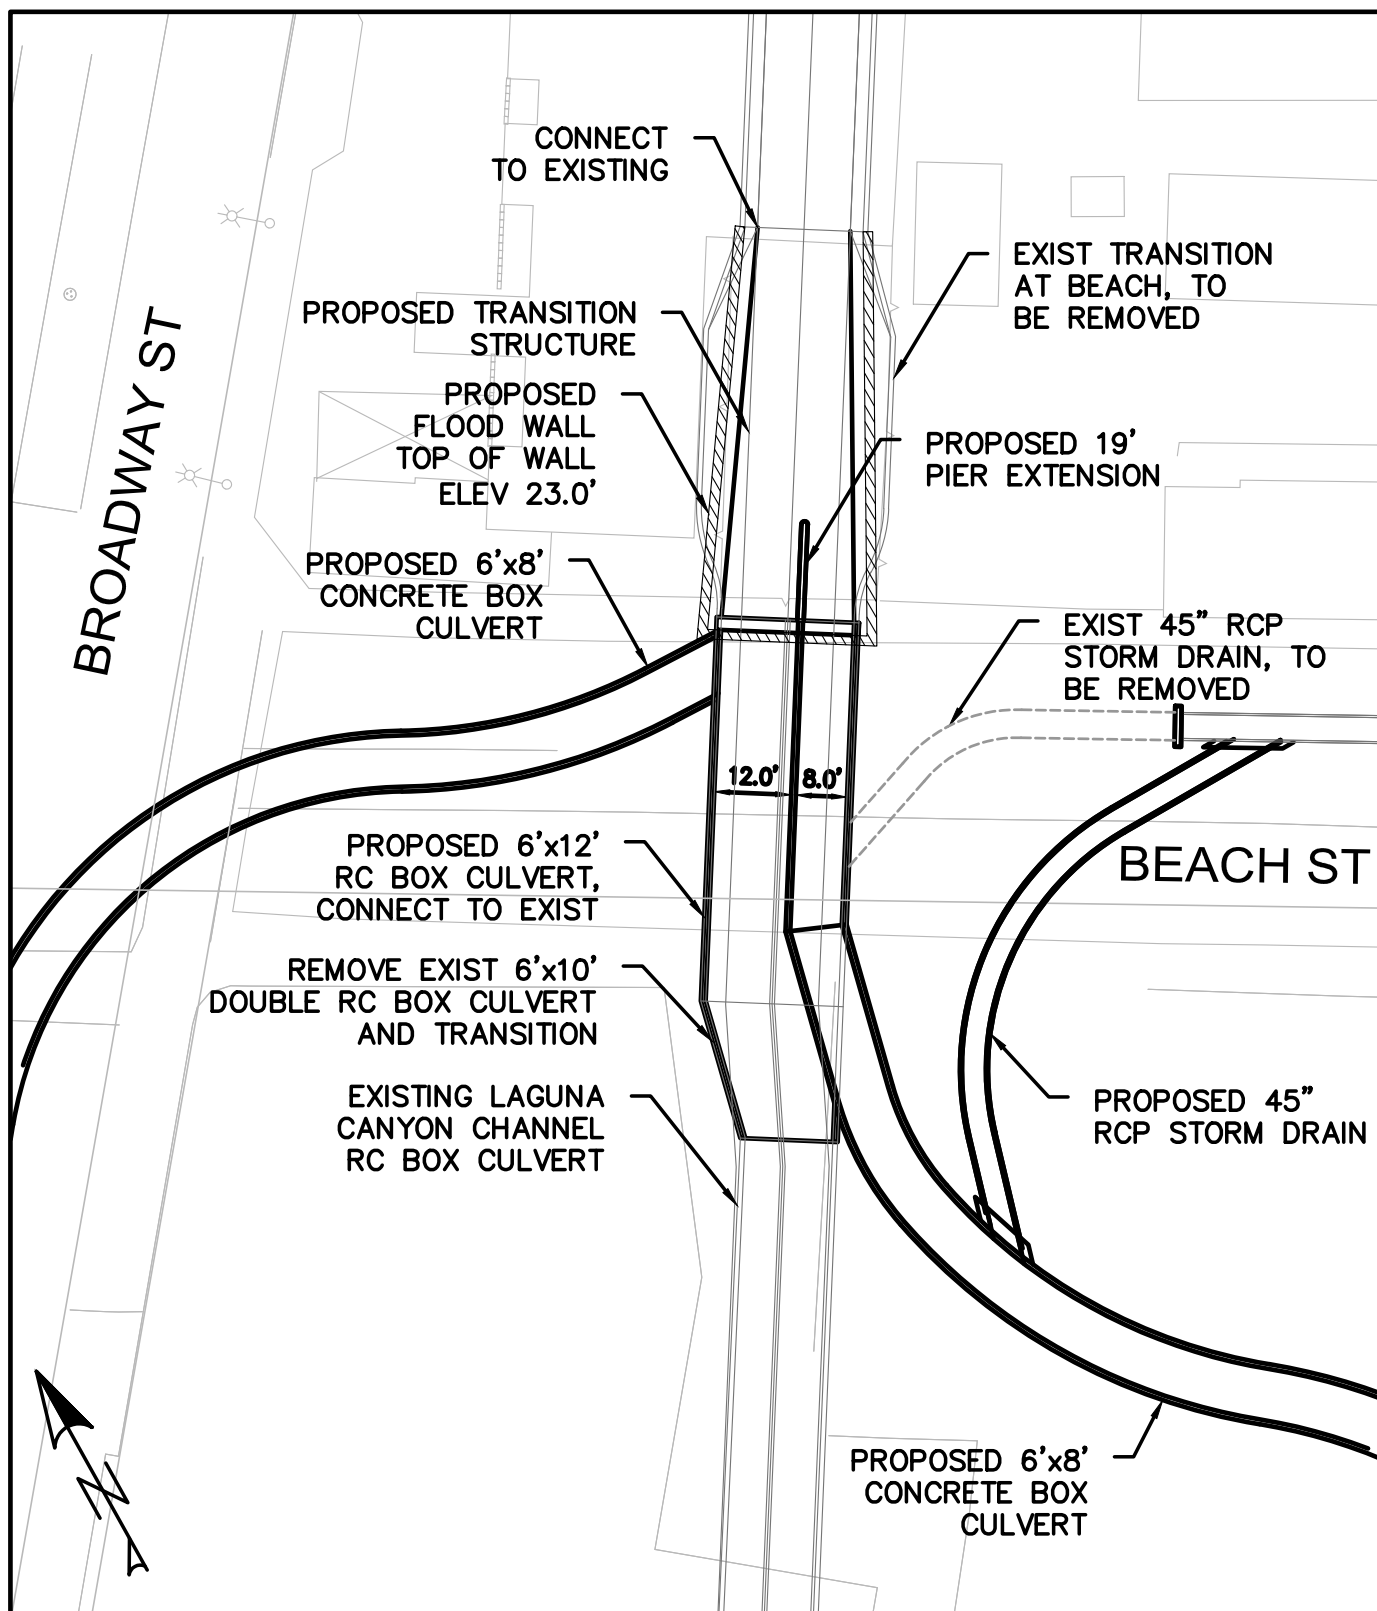 CONNECT
TO EXISTING
EXIST TRANSITION
AT BEACH, TO
BE REMOVED
PROPOSED TRANSITION
STRUCTURE
PROPOSED
FLOOD WALL
TOP OF WALL
ELEV 23.0'
PROPOSED 19'
PIER EXTENSION
BROADWAY ST
PROPOSED 6'x8'
CONCRETE BOX
CULVERT
EXIST 45" RCP
STORM DRAIN, TO
BE REMOVED
12.0'
8.0'
PROPOSED 6'x12'
RC BOX CULVERT,
CONNECT TO EXIST
BEACH ST
REMOVE EXIST 6'x10'
DOUBLE RC BOX CULVERT
AND TRANSITION
EXISTING LAGUNA
CANYON CHANNEL
RC BOX CULVERT
PROPOSED 45"
RCP STORM DRAIN
PROPOSED 6'x8'
CONCRETE BOX
CULVERT
N